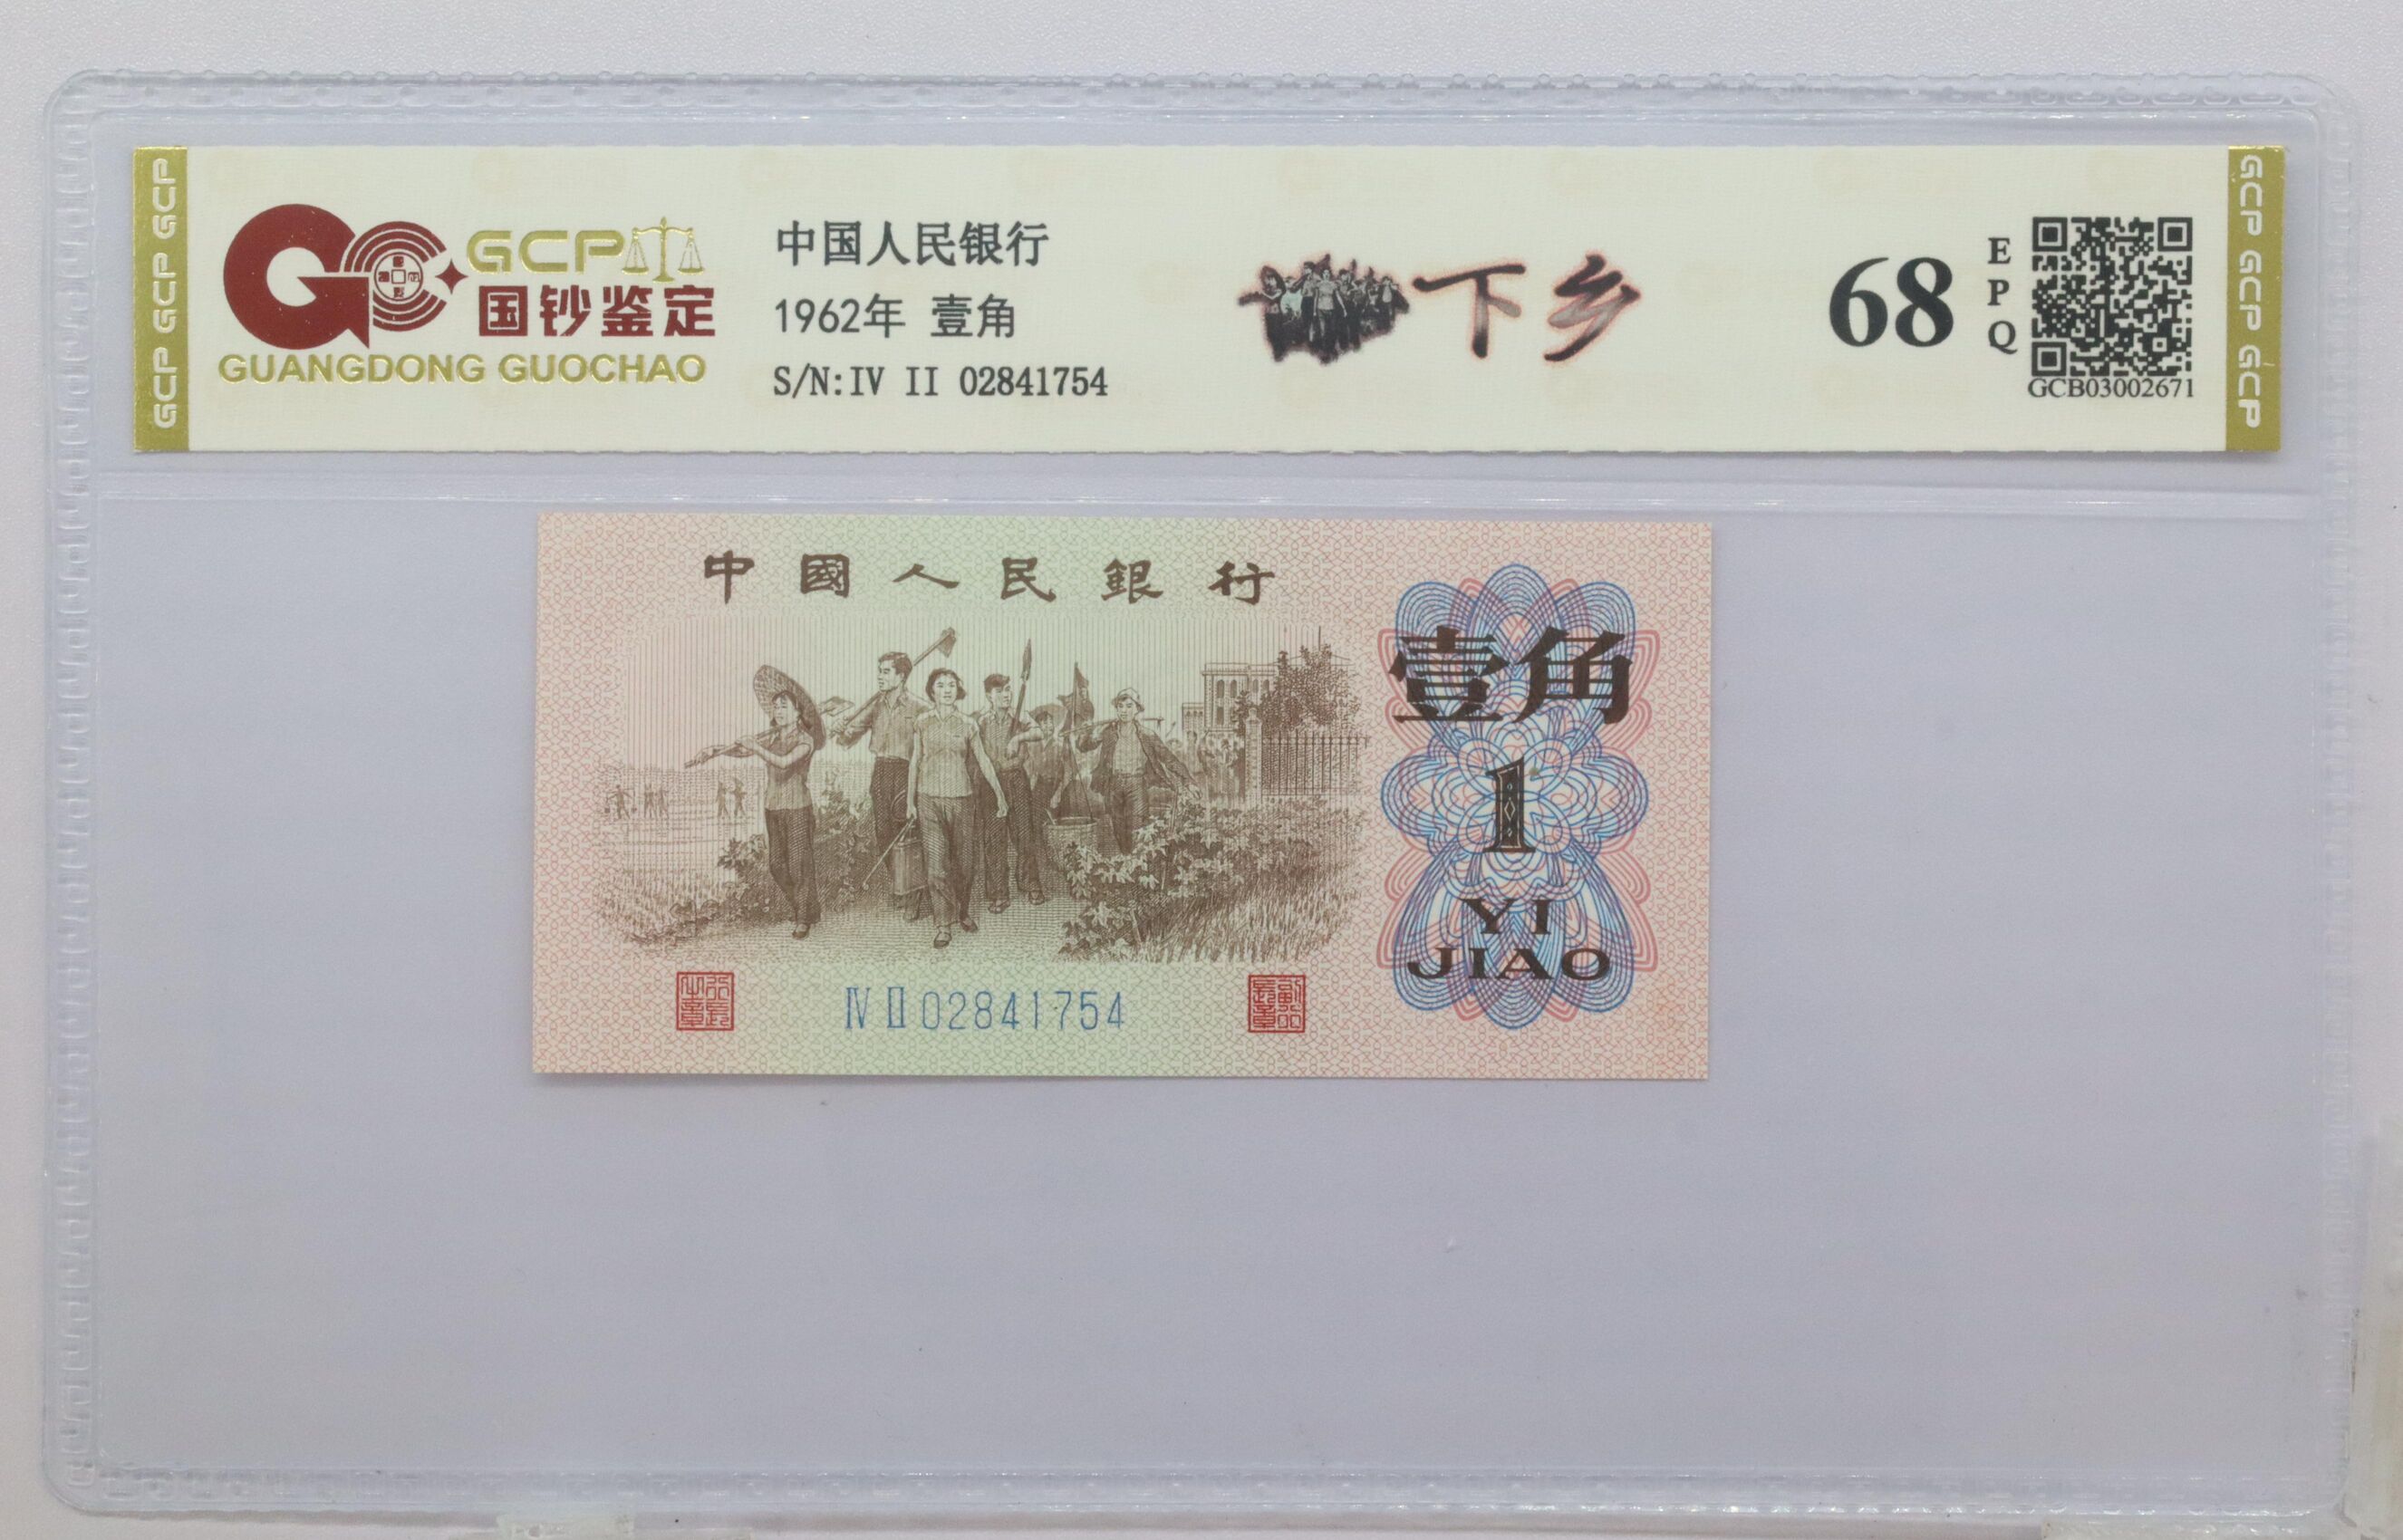 GCP GCP GCP
GCP
国钞鉴定
GUANGDONG GUOCHAO
中国人民银行
1962年 壹角
S/N:IV II 02841754
下乡
68
EPQ
GCB03002671
GCP GCP GCP
中國人民銀行
壹角
1
YI
JIAO
Ⅳ Ⅱ 02841754